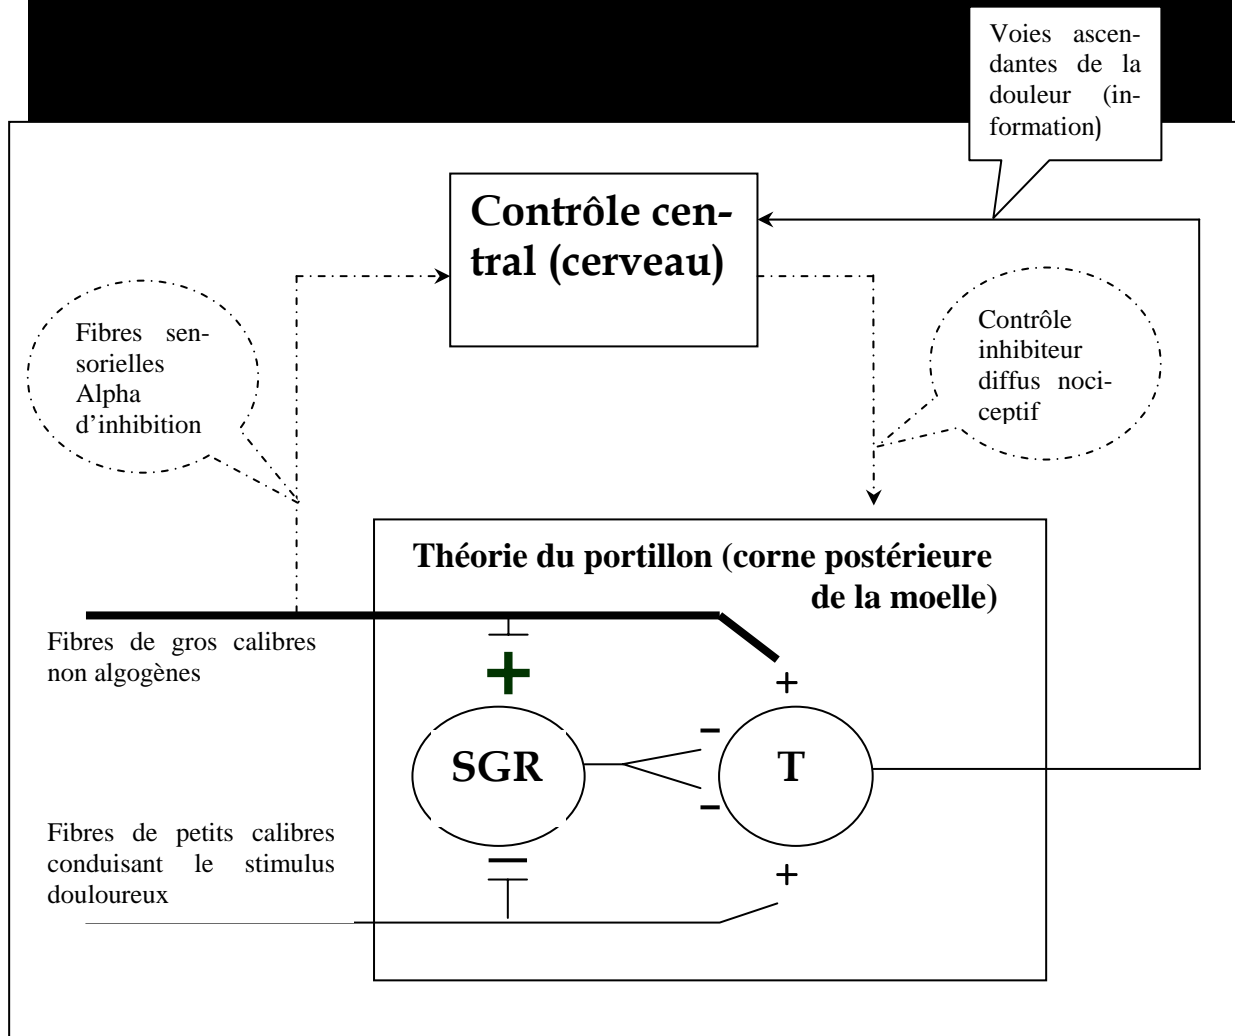 Voies ascen-
dantes de la
douleur (in-
formation)
Contrôle cen-
tral (cerveau)
Fibres sen-
sorielles
Alpha
d’inhibition
Contrôle
inhibiteur
diffus noci-
ceptif
Théorie du portillon (corne postérieure
de la moelle)
Fibres de gros calibres
non algogènes
+
+
SGR
-
-
T
Fibres de petits calibres
conduisant le stimulus
douloureux
-
+